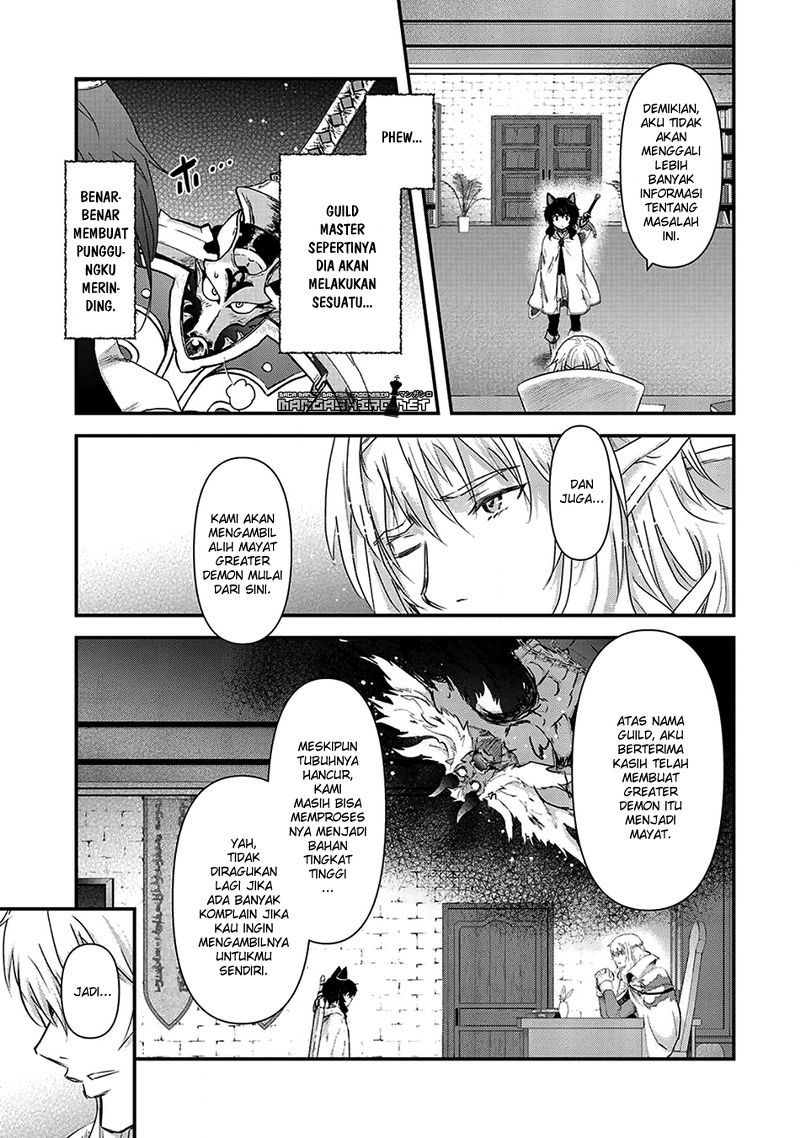 DEMIKIAN,
AKU TIDAK
AKAN
MENGGALI
LEBIH
BANYAK
INFORMASI
TENTANG
MASALAH
INI.
PHEW...
GUILD
MASTER
SEPERTINYA
DIA AKAN
MELAKUKAN
SESUATU...
ホッ…
BENAR-
BENAR
MEMBUAT
PUNGGU-
NGKU
MERIN-
DING.
DAN
JUGA...
KAMI AKAN
MENGAMBIL
ALIH MAYAT
GREATER
DEMON MULAI
DARI SINI.
ATAS NAMA
GUILD, AKU
BERTERIMA
KASIH TELAH
MEMBUAT
GREATER
DEMON ITU
MENJADI
MAYAT.
MESKIPUN
TUBUHNYA
HANCUR,
KAMI
MASIH BISA
MEMPROSES
NYA MENJADI
BAHAN
TINGKAT
TINGGI
...
YAH,
TIDAK
DIRAGUKAN
LAGI JIKA
ADA BANYAK
KOMPLAIN JIKA
KAU INGIN
MENGAMBILNYA
UNTUKMU
SENDIRI.
JADI...